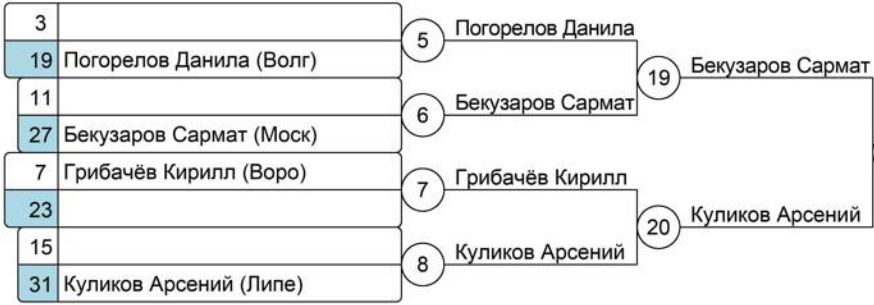 3
19 Погорелов Данила (Волг)
5 Погорелов Данила
11
27 Бекузаров Сармат (Моск)
6 Бекузаров Сармат
19 Бекузаров Сармат
7 Грибачёв Кирилл (Воро)
23
7 Грибачёв Кирилл
15
31 Куликов Арсений (Липе)
8 Куликов Арсений
20 Куликов Арсений